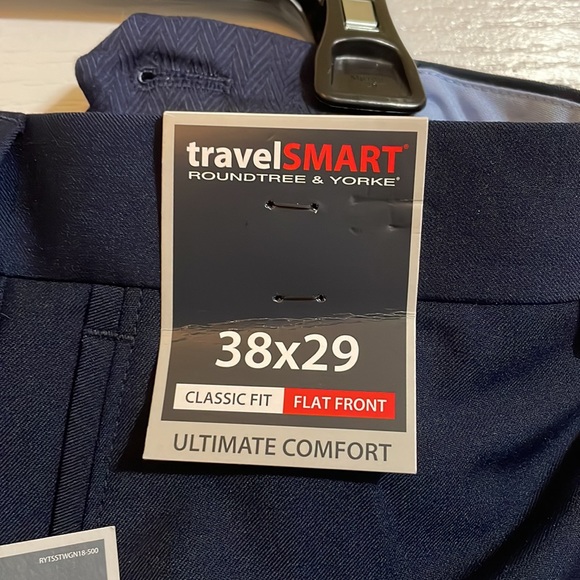 travelSMART®
ROUNDTREE & YORKE®
38x29
CLASSIC FIT FLAT FRONT
ULTIMATE COMFORT
RYTSSTWGN18-500